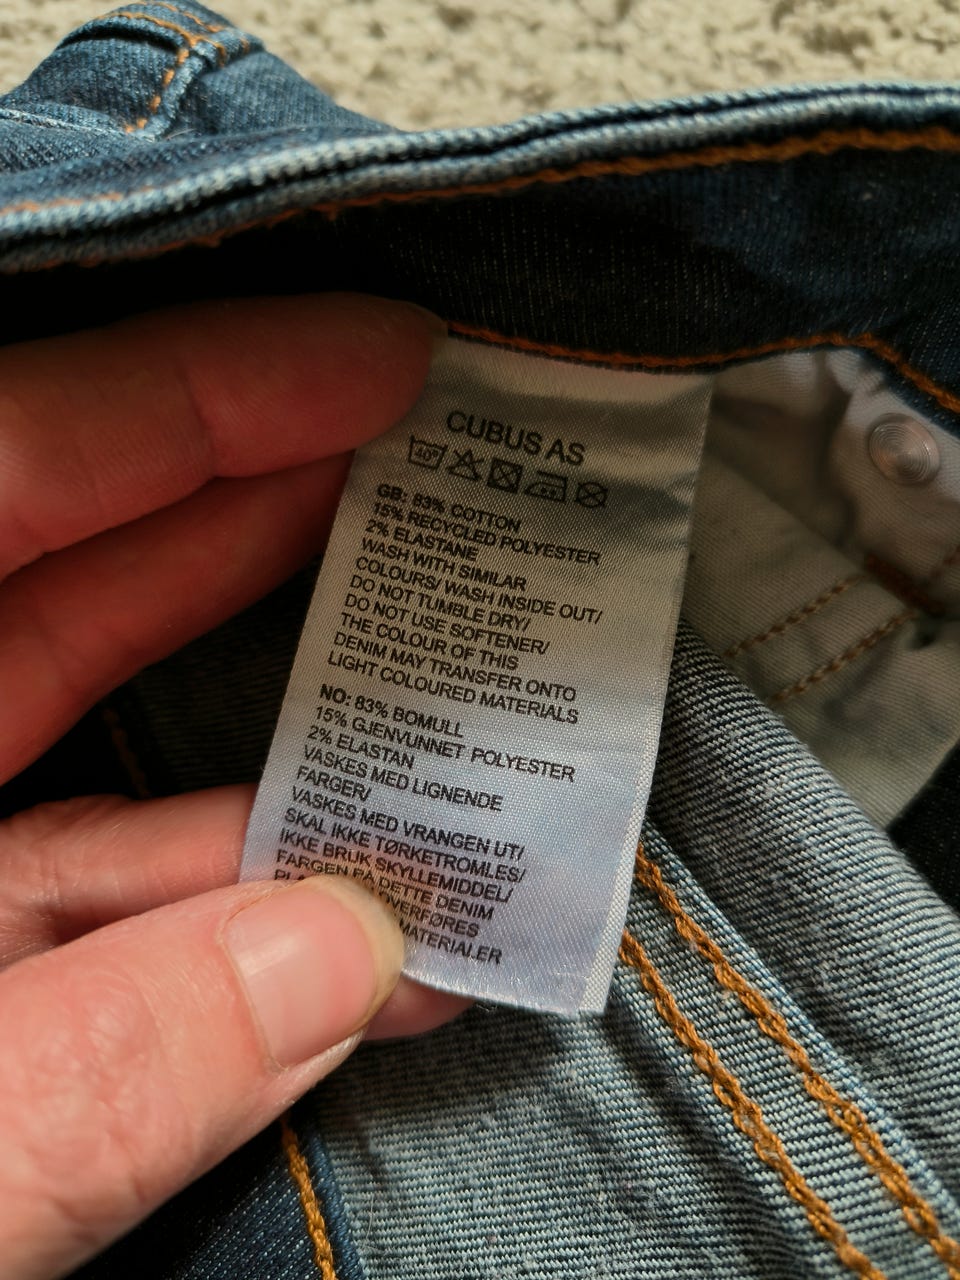 CUBUS AS
40°
GB: 83% COTTON
15% RECYCLED POLYESTER
2% ELASTANE
WASH WITH SIMILAR
COLOURS/ WASH INSIDE OUT/
DO NOT TUMBLE DRY/
DO NOT USE SOFTENER/
THE COLOUR OF THIS
DENIM MAY TRANSFER ONTO
LIGHT COLOURED MATERIALS
NO: 83% BOMULL
15% GJENVUNNET POLYESTER
2% ELASTAN
VASKES MED LIGNENDE
FARGER/
VASKES MED VRANGEN UT/
SKAL IKKE TØRKETROMLES/
IKKE BRUK SKYLLEMIDDEL/
FARGEN PÅ DETTE DENIM
OVERFØRES
MATERIALER